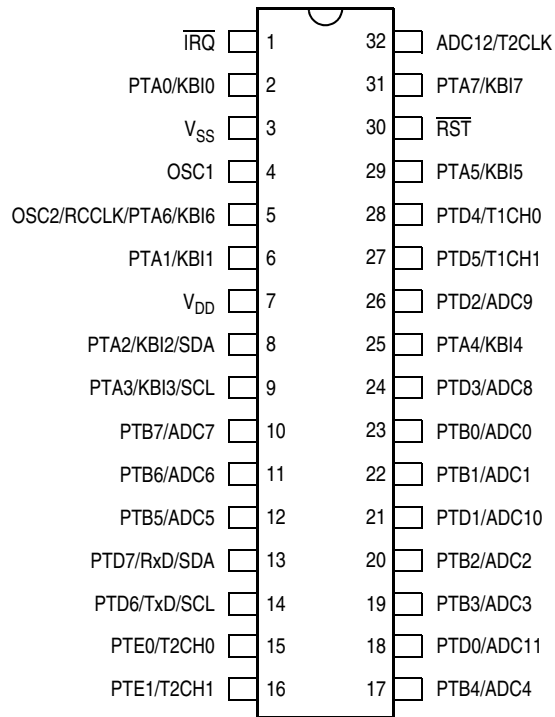 IRQ 1 32 ADC12/T2CLK
PTA0/KBI0 2 31 PTA7/KBI7
VSS 3 30 RST
OSC1 4 29 PTA5/KBI5
OSC2/RCCLK/PTA6/KBI6 5 28 PTD4/T1CH0
PTA1/KBI1 6 27 PTD5/T1CH1
VDD 7 26 PTD2/ADC9
PTA2/KBI2/SDA 8 25 PTA4/KBI4
PTA3/KBI3/SCL 9 24 PTD3/ADC8
PTB7/ADC7 10 23 PTB0/ADC0
PTB6/ADC6 11 22 PTB1/ADC1
PTB5/ADC5 12 21 PTD1/ADC10
PTD7/RxD/SDA 13 20 PTB2/ADC2
PTD6/TxD/SCL 14 19 PTB3/ADC3
PTE0/T2CH0 15 18 PTD0/ADC11
PTE1/T2CH1 16 17 PTB4/ADC4